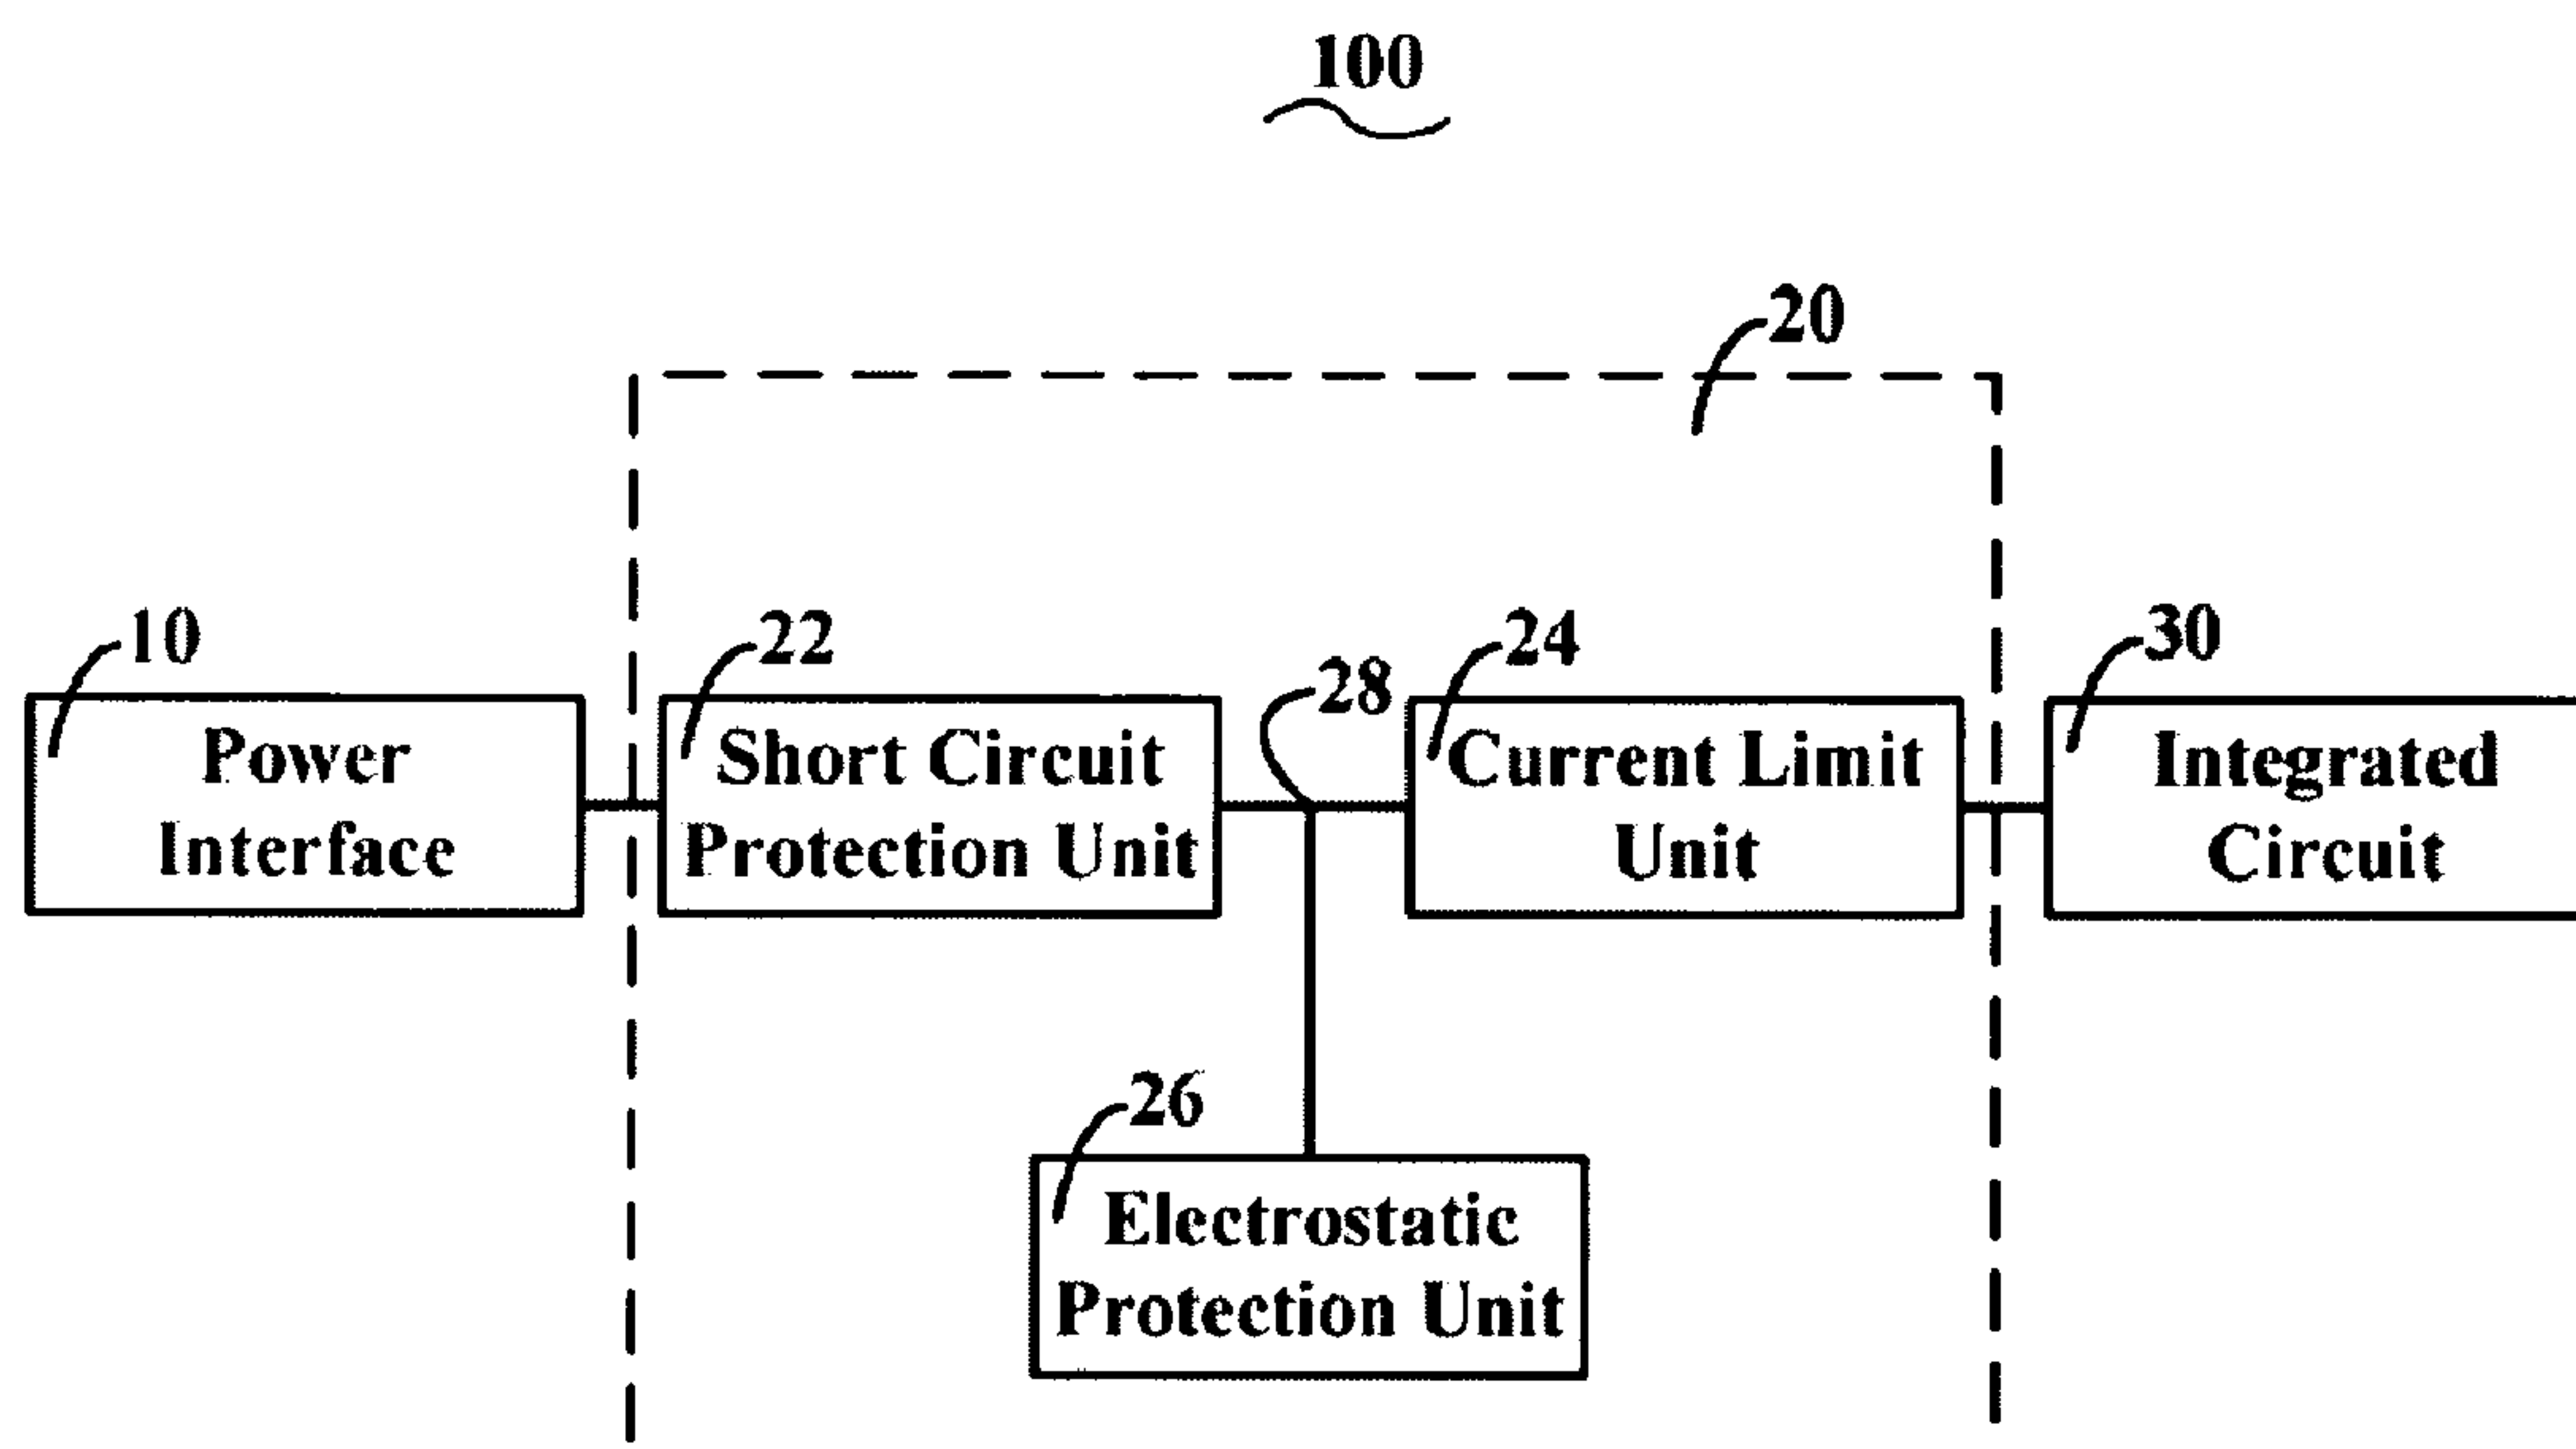 100
20
10
22
28
24
30
Power
Interface
Short Circuit
Protection Unit
Current Limit
Unit
Integrated
Circuit
26
Electrostatic
Protection Unit